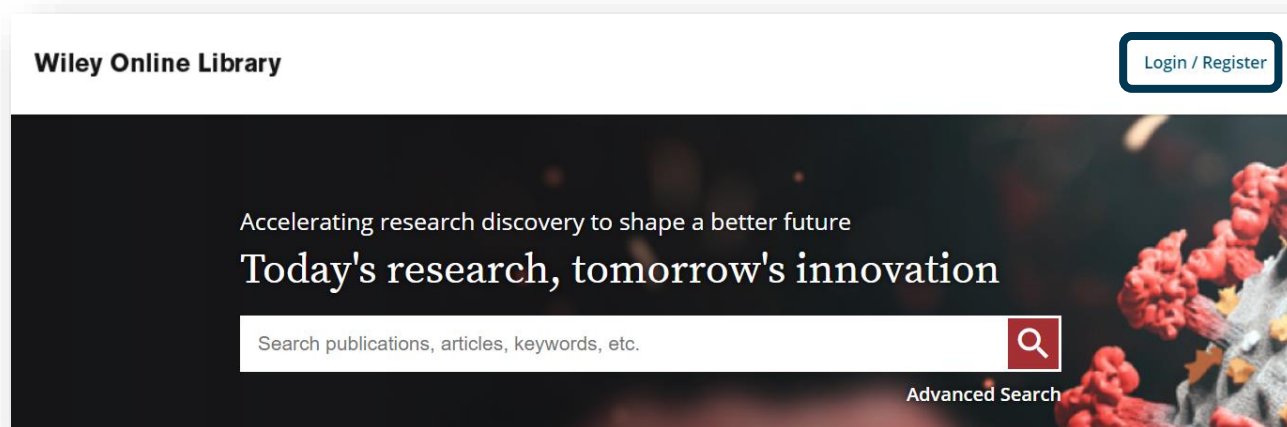 Wiley Online Library
Login / Register
Accelerating research discovery to shape a better future
Today's research, tomorrow's innovation
Search publications, articles, keywords, etc.
Advanced Search